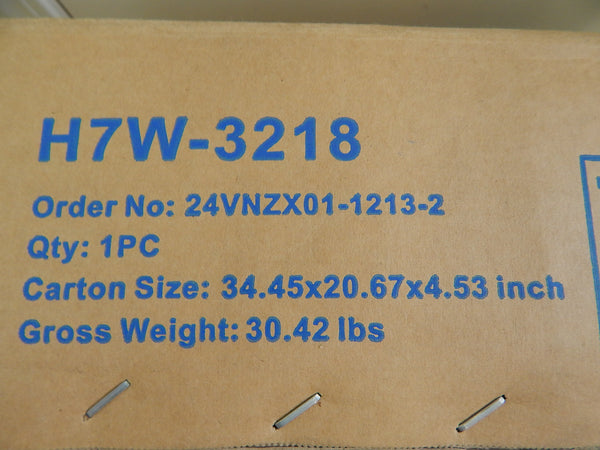 H7W-3218
Order No: 24VNZX01-1213-2
Qty: 1PC
Carton Size: 34.45x20.67x4.53 inch
Gross Weight: 30.42 lbs